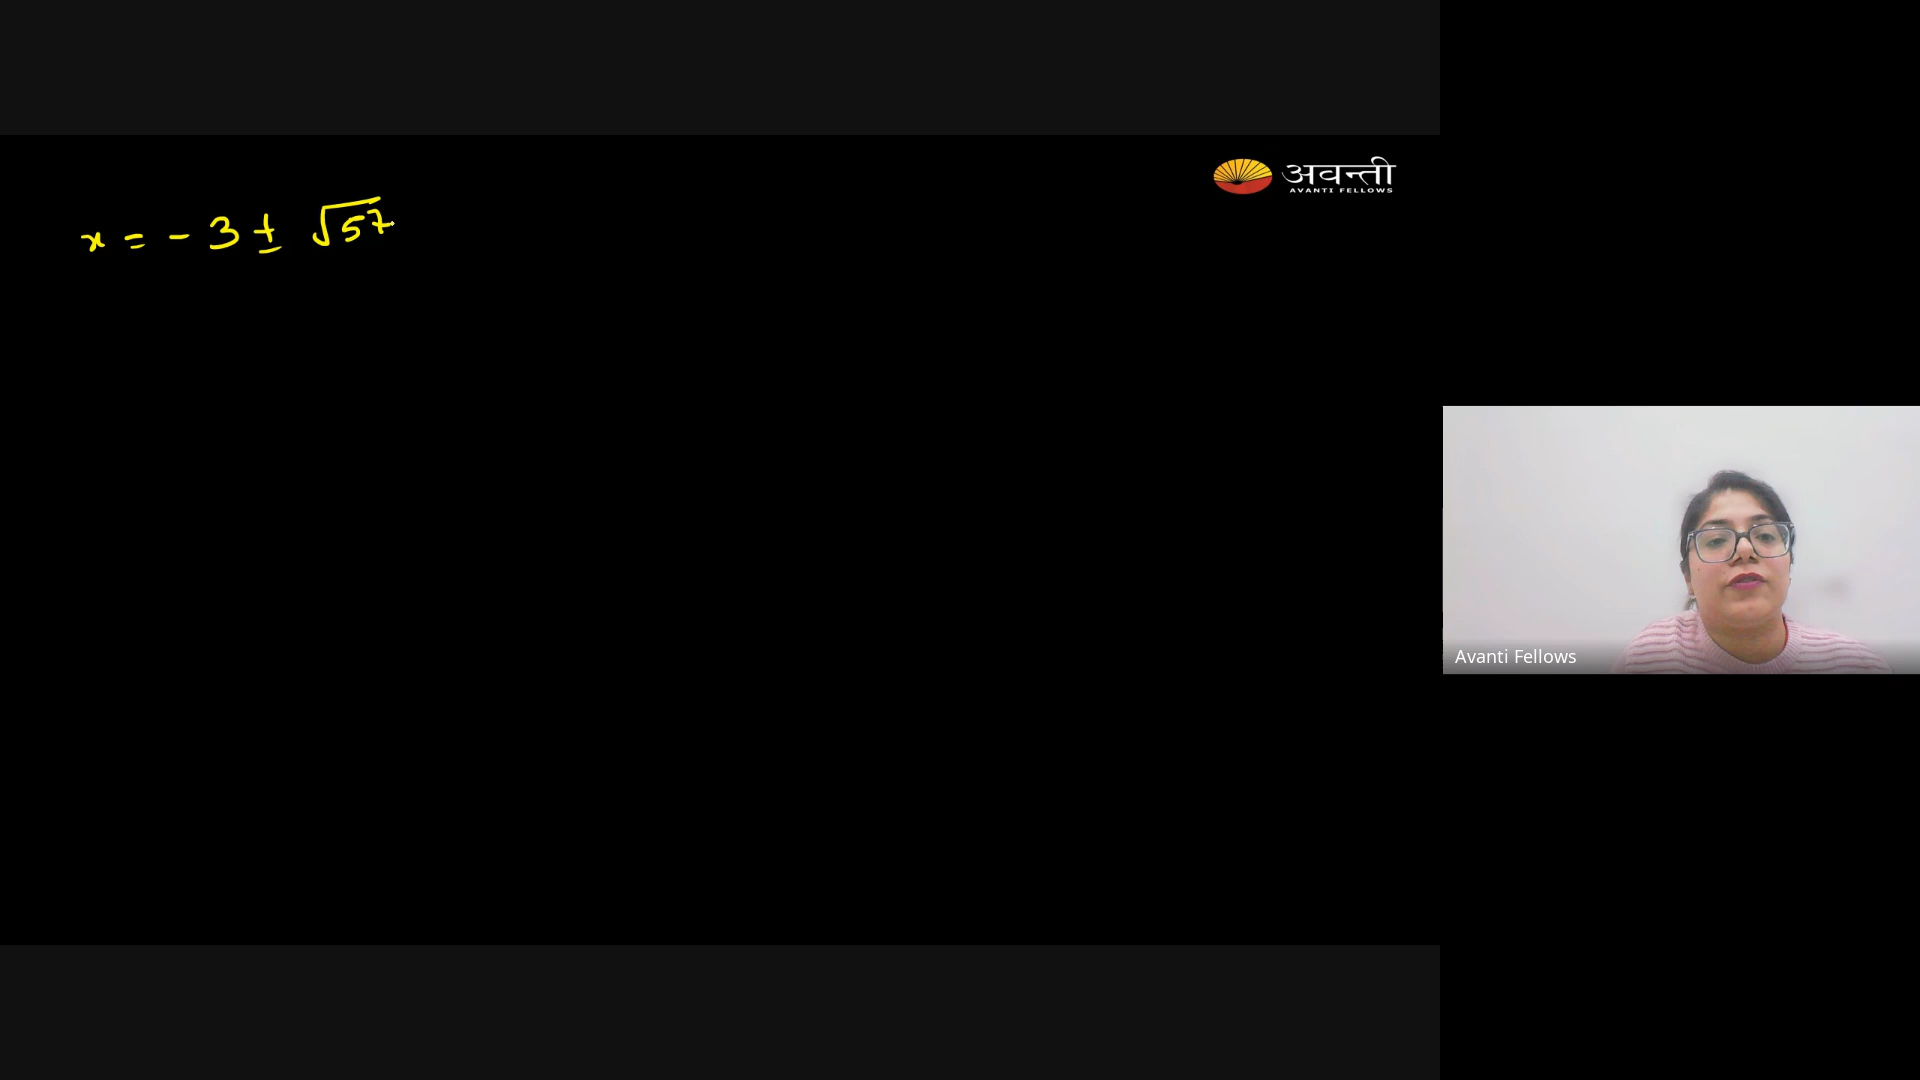 अवन्ती
AVANTI FELLOWS
x = - 3 ± √57
Avanti Fellows